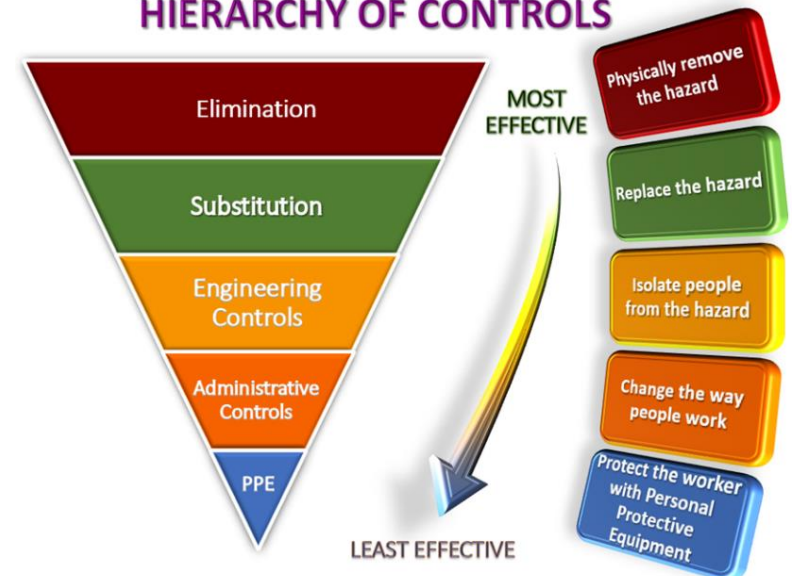 HIERARCHY OF CONTROLS
Elimination
Substitution
Engineering
Controls
Administrative
Controls
PPE
MOST
EFFECTIVE
LEAST EFFECTIVE
Physically remove
the hazard
Replace the hazard
Isolate people
from the hazard
Change the way
people work
Protect the worker
with Personal
Protective
Equipment